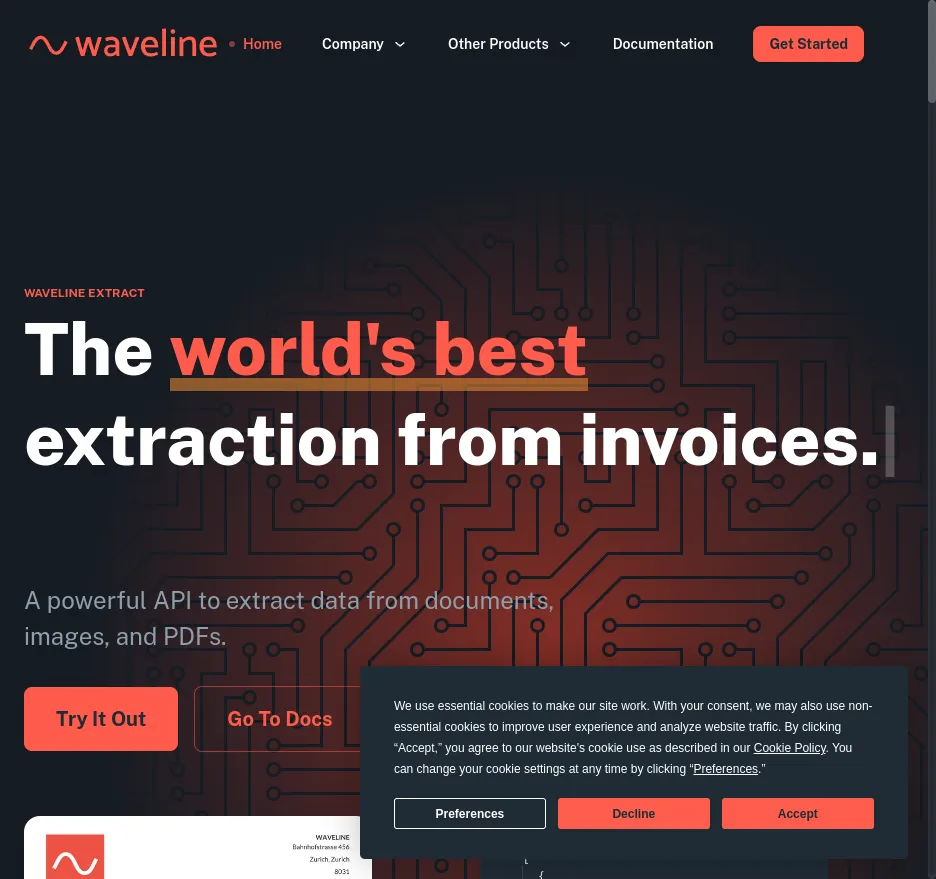 waveline
Home
Company
Other Products
Documentation
Get Started
WAVELINE EXTRACT
The world's best
extraction from invoices.
A powerful API to extract data from documents,
images, and PDFs.
Try It Out
Go To Docs
We use essential cookies to make our site work. With your consent, we may also use non-
essential cookies to improve user experience and analyze website traffic. By clicking
“Accept,” you agree to our website's cookie use as described in our Cookie Policy. You
can change your cookie settings at any time by clicking “Preferences.”
Preferences
Decline
Accept
WAVELINE
Bahnhofstrasse 456
Zurich, Zurich
8031
[
{